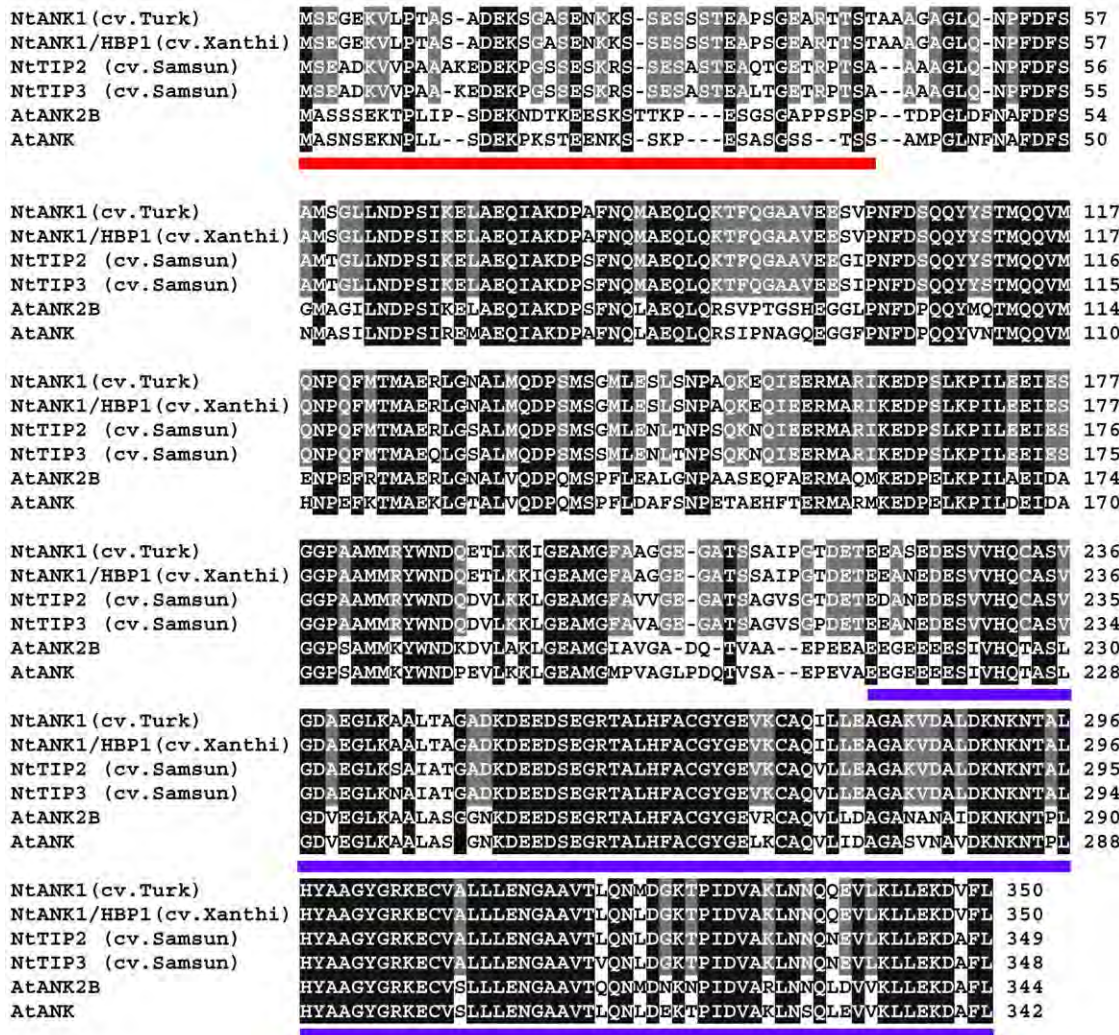 NtANK1(cv.Turk) MSEGEKVLPTAS-ADEKSGASENKKS-SESSSTEAPSGEARTTSTAAAGAGLQ-NPFDFS 57
NtANK1/HBP1(cv.Xanthi) MSEGEKVLPTAS-ADEKSGASENKKS-SESSSTEAPSGEARTTSTAAAGAGLQ-NPFDFS 57
NtTIP2 (cv.Samsun) MSEADKVVPAAAKEDEKPGSSESKRS-SESASTEAQTGETRPTSA--AAAGLQ-NPFDFS 56
NtTIP3 (cv.Samsun) MSEADKVVPAA-KEDEKPGSSESKRS-SESASTEALTGETRPTSA--AAAGLQ-NPFDFS 55
AtANK2B MASSSEKTPLIP-SDEKNDTKEESKSTTKP---ESGSGAPPSPSP--TDPGLDFNAFDFS 54
AtANK MASNSEKNPLL--SDEKPKSTEENKS-SKP---ESASGSS--TSS--AMPGLNFNAFDFS 50
NtANK1(cv.Turk) AMSGLLNDPSIKELAEQIAKDPAFNQMAEQLQKTFQGAAVEESVPNFDSQQYYSTMQQVM 117
NtANK1/HBP1(cv.Xanthi) AMSGLLNDPSIKELAEQIAKDPAFNQMAEQLQKTFQGAAVEESVPNFDSQQYYSTMQQVM 117
NtTIP2 (cv.Samsun) AMTGLLNDPSIKELAEQIAKDPSFNQMAEQLQKTFQGAAVEEGIPNFDSQQYYSTMQQVM 116
NtTIP3 (cv.Samsun) AMTGLLNDPSIKELAEQIAKDPAFNQMAEQLQKTFQGAAVEESIPNFDSQQYYSTMQQVM 115
AtANK2B GMAGILNDPSIKELAEQIAKDPSFNQLAEQLQRSVPTGSHEGGLPNFDPQQYMQTMQQVM 114
AtANK NMASILNDPSIREMAEQIAKDPAFNQLAEQLQRSIPNAGQEGGFPNFDPQQYVNTMQQVM 110
NtANK1(cv.Turk) QNPQFMTMAERLGNALMQDPSMSGMLESLSNPAQKEQIEERMARIKEDPSLKPILEEIES 177
NtANK1/HBP1(cv.Xanthi) QNPQFMTMAERLGNALMQDPSMSGMLESLSNPAQKEQIEERMARIKEDPSLKPILEEIES 177
NtTIP2 (cv.Samsun) QNPQFMTMAERLGSALMQDPSMSGMLENLTNPSQKNQIEERMARIKEDPSLKPILEEIES 176
NtTIP3 (cv.Samsun) QNPQFMTMAEQLGSALMQDPSMSSMLENLTNPSQKNQIEERMARIKEDPSLKPILEEIES 175
AtANK2B ENPEFRTMAERLGNALVQDPQMSPFLEALGNPAASEQFAERMAQMKEDPELKPILAEIDA 174
AtANK HNPEFKTMAEKLGTALVQDPQMSPFLDAFSNPETAEHFTERMARMKEDPELKPILDEIDA 170
NtANK1(cv.Turk) GGPAAMMRYWNDQETLKKIGEAMGFAAGGE-GATSSAIPGTDETEEASEDESVVHQCASV 236
NtANK1/HBP1(cv.Xanthi) GGPAAMMRYWNDQETLKKIGEAMGFAAGGE-GATSSAIPGTDETEEANEDESVVHQCASV 236
NtTIP2 (cv.Samsun) GGPAAMMRYWNDQDVLKKLGEAMGFAVVGE-GATSAGVSGTDETEDANEDESVVHQCASV 235
NtTIP3 (cv.Samsun) GGPAAMMRYWNDQDVLKKLGEAMGFAVAGE-GATSAGVSGPDETEEANEDESVVHQCASV 234
AtANK2B GGPSAMMKYWNDKDVLAKLGEAMGIAVGA-DQ-TVAA--EPEEAEEGEEEESIVHQTASL 230
AtANK GGPSAMMKYWNDPEVLKKLGEAMGMPVAGLPDQTVSA--EPEVAEEGEEEESIVHQTASL 228
NtANK1(cv.Turk) GDAEGLKAALTAGADKDEEDSEGRTALHFACGYGEVKCAQILLEAGAKVDALDKNKNTAL 296
NtANK1/HBP1(cv.Xanthi) GDAEGLKAALTAGADKDEEDSEGRTALHFACGYGEVKCAQILLEAGAKVDALDKNKNTAL 296
NtTIP2 (cv.Samsun) GDAEGLKSAIATGADKDEEDSEGRTALHFACGYGEVKCAQVLLEAGAKVDALDKNKNTAL 295
NtTIP3 (cv.Samsun) GDAEGLKNAIATGADKDEEDSEGRTALHFACGYGEVKCAQVLLEAGAKVDALDKNKNTAL 294
AtANK2B GDVEGLKAALASGGNKDEEDSEGRTALHFACGYGEVRCAQVLLDAGANANAIDKNKNTPL 290
AtANK GDVEGLKAALASGGNKDEEDSEGRTALHFACGYGELKCAQVLIDAGASVNAVDKNKNTPL 288
NtANK1(cv.Turk) HYAAGYGRKECVALLLENGAAVTLQNMDGKTPIDVAKLNNQQEVLKLLEKDVFL 350
NtANK1/HBP1(cv.Xanthi) HYAAGYGRKECVALLLENGAAVTLQNLDGKTPIDVAKLNNQQEVLKLLEKDVFL 350
NtTIP2 (cv.Samsun) HYAAGYGRKECVALLLENGAAVTLQNLDGKTPIDVAKLNNQNEVLKLLEKDAFL 349
NtTIP3 (cv.Samsun) HYAAGYGRKECVALLLENGAAVTVQNLDGKTPIDVAKLNNQNEVLKLLEKDAFL 348
AtANK2B HYAAGYGRKECVSLLLENGAAVTQQNMDNKNPIDVARLNNQLDVVKLLEKDAFL 344
AtANK HYAAGYGRKECVSLLLENGAAVTLQNLDEKTPIDVAKLNSQLEVVKLLEKDAFL 342